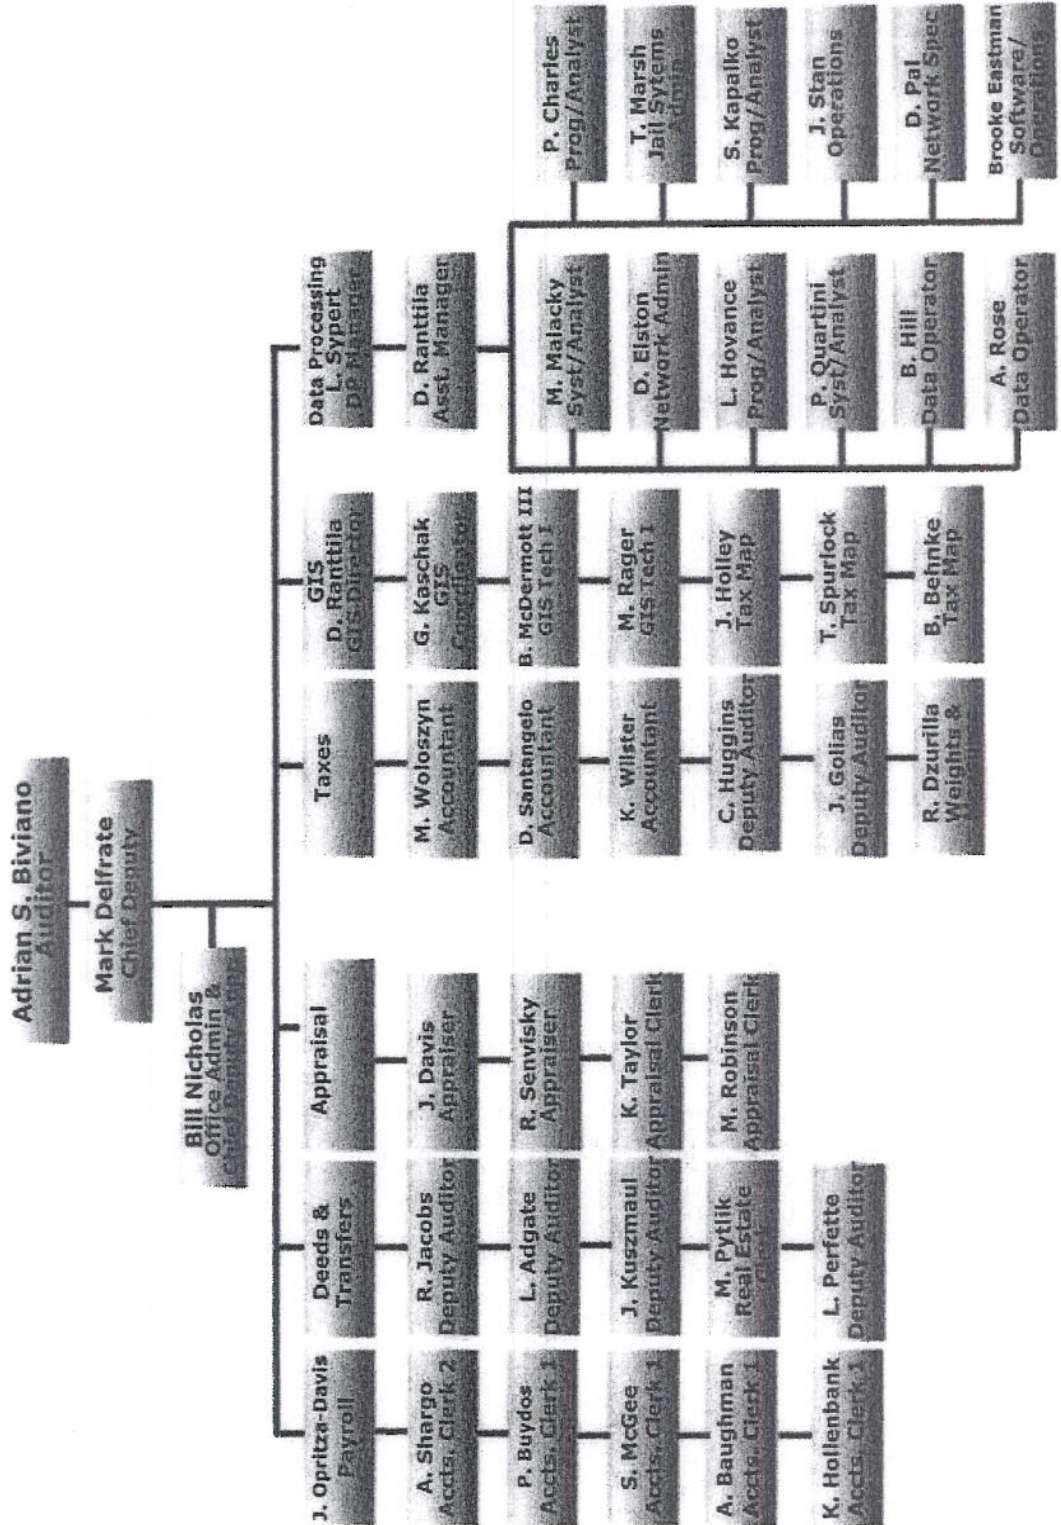 Adrian S. Biviano
Auditor
Mark Delfrate
Chief Deputy
Bill Nicholas
Office Admin &
Chief Deputy
J. Opritza-Davis
Payroll
A. Shargo
Accts. Clerk 2
P. Buydos
Accts. Clerk 1
S. McGee
Accts. Clerk 1
A. Baughman
Accts. Clerk 1
K. Hollenbank
Accts. Clerk 1
Deeds &
Transfers
R. Jacobs
Deputy Auditor
L. Adgate
Deputy Auditor
J. Kuszmaul
Deputy Auditor
M. Pytlik
Real Estate
L. Perfette
Deputy Auditor
Appraisal
J. Davis
Appraiser
R. Senvisky
Appraiser
K. Taylor
Appraisal Clerk
M. Robinson
Appraisal Clerk
Taxes
M. Woloszyn
Accountant
D. Santangelo
Accountant
K. Wilster
Accountant
C. Huggins
Deputy Auditor
J. Golias
Deputy Auditor
R. Dzurilla
Weights &
GIS
D. Ranttila
GIS Director
G. Kaschak
GIS
Coordinator
B. McDermott III
GIS Tech I
M. Rager
GIS Tech I
J. Holley
Tax Map
T. Spurlock
Tax Map
B. Behnke
Tax Map
Data Processing
L. Sypert
DP Manager
D. Ranttila
Asst. Manager
M. Malacky
Syst/Analyst
D. Elston
Network Admin
L. Hovance
Prog/Analyst
P. Quartini
Syst/Analyst
B. Hill
Data Operator
A. Rose
Data Operator
P. Charles
Prog/Analyst
T. Marsh
Jail Sytems
Admin
S. Kapalko
Prog/Analyst
J. Stan
Operations
D. Pal
Network Spec
Brooke Eastman
Software/
Operations